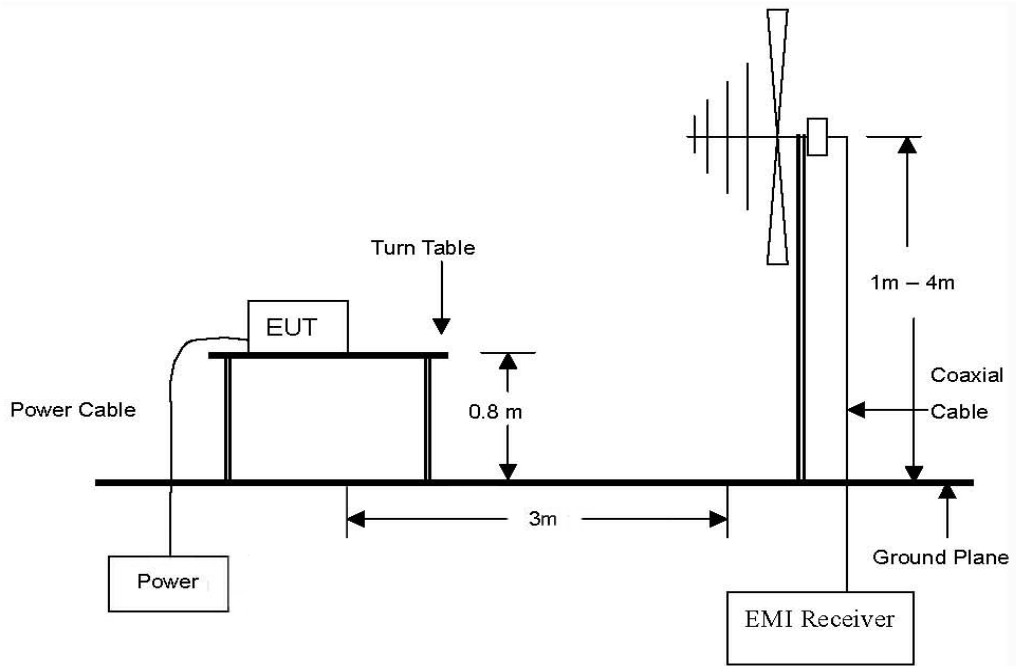 Turn Table
1m – 4m
EUT
Coaxial
Cable
Power Cable
0.8 m
3m
Ground Plane
Power
EMI Receiver